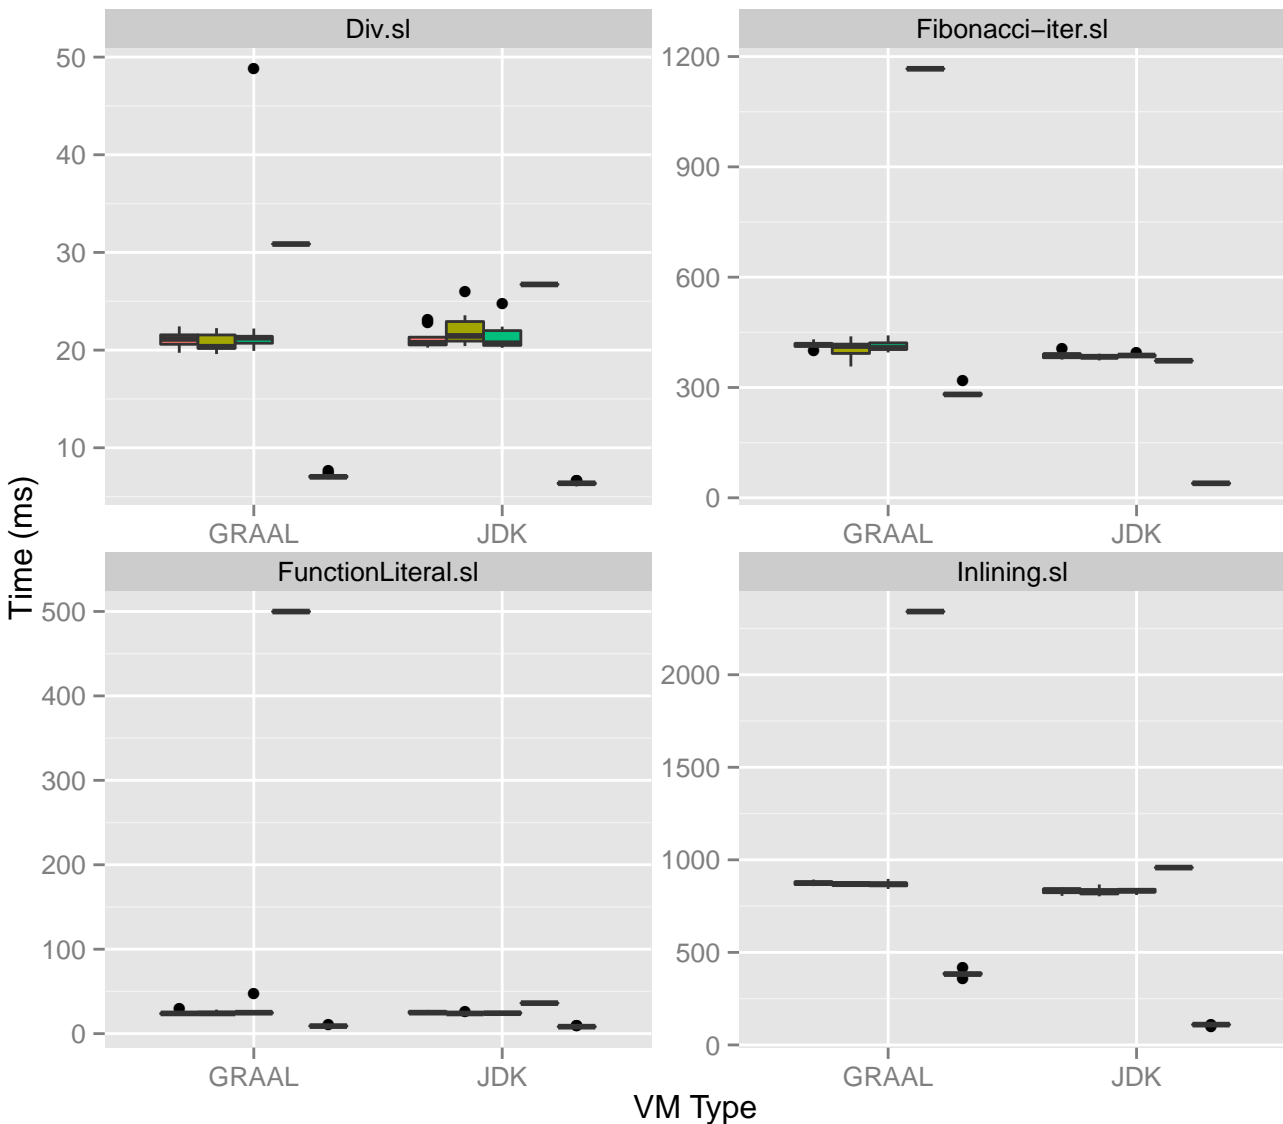 Div.sl
Fibonacci−iter.sl
50
40
30
20
10
1200
900
600
300
0
GRAAL
JDK
GRAAL
JDK
Time (ms)
FunctionLiteral.sl
Inlining.sl
500
400
300
200
100
0
2000
1500
1000
500
0
GRAAL
JDK
GRAAL
JDK
VM Type